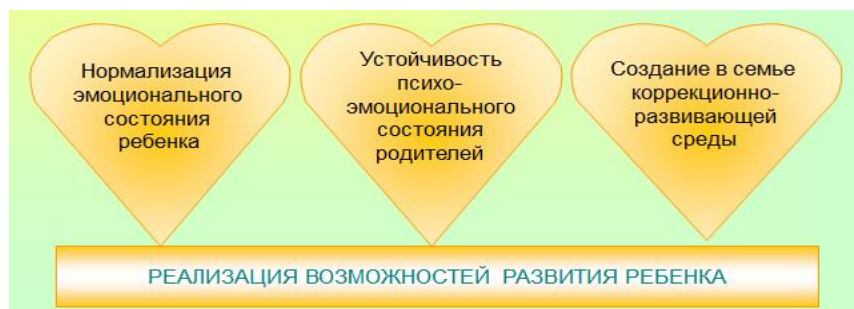 Нормализация
эмоционального
состояния
ребенка
Устойчивость
психо-
эмоционального
состояния
родителей
Создание в семье
коррекционно-
развивающей
среды
РЕАЛИЗАЦИЯ ВОЗМОЖНОСТЕЙ РАЗВИТИЯ РЕБЕНКА